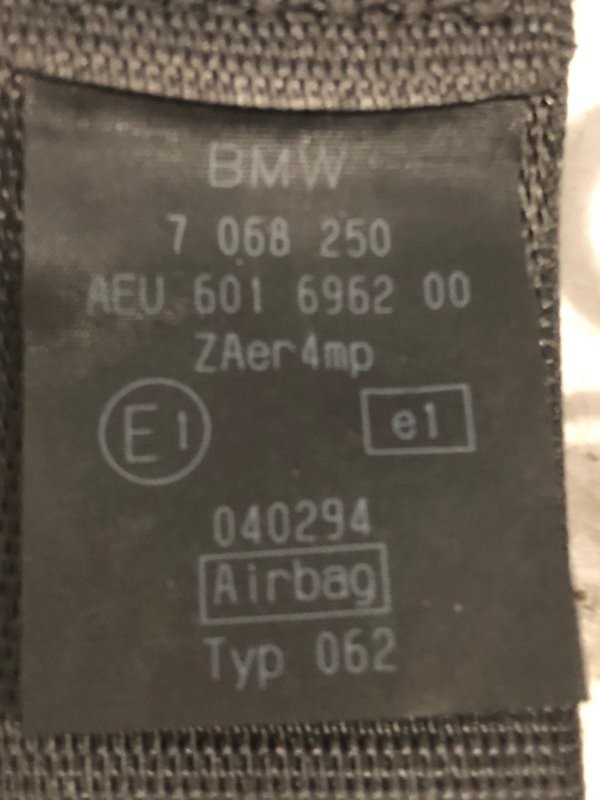 BMW
7 068 250
AEU 601 6962 00
ZAer4mp
E1 e1
040294
Airbag
Typ 062